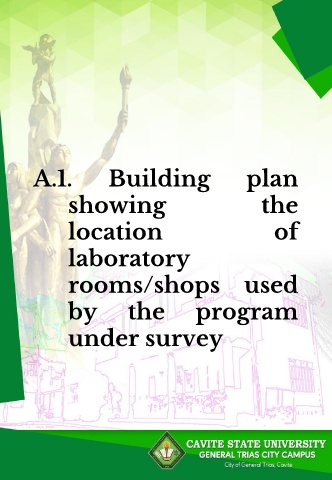 A.1. Building plan
showing the
location of
laboratory
rooms/shops used
by the program
under survey
CAVITE STATE UNIVERSITY
GENERAL TRIAS CITY CAMPUS
City of General Trias, Cavite